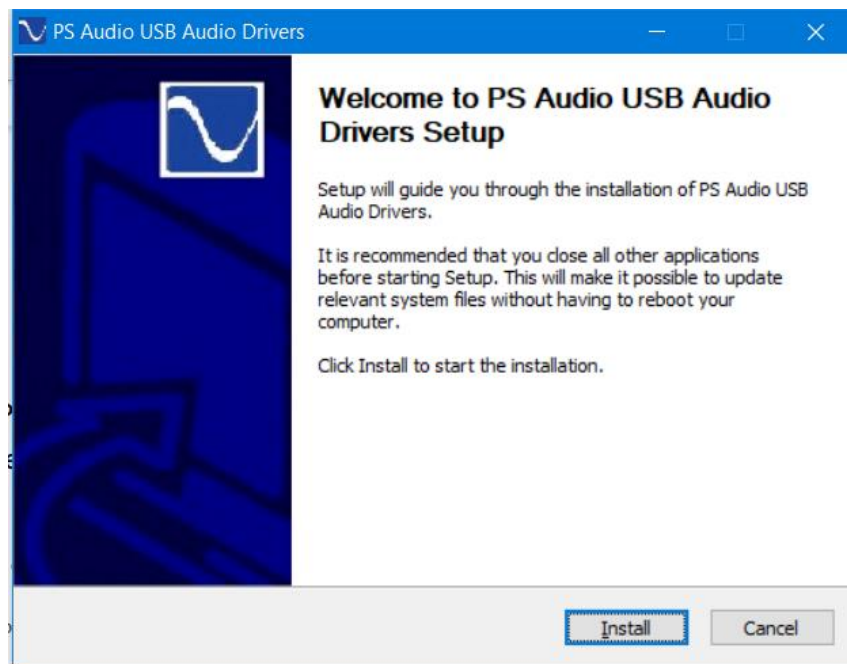 PS Audio USB Audio Drivers
Welcome to PS Audio USB Audio
Drivers Setup
Setup will guide you through the installation of PS Audio USB
Audio Drivers.
It is recommended that you close all other applications
before starting Setup. This will make it possible to update
relevant system files without having to reboot your
computer.
Click Install to start the installation.
Install
Cancel